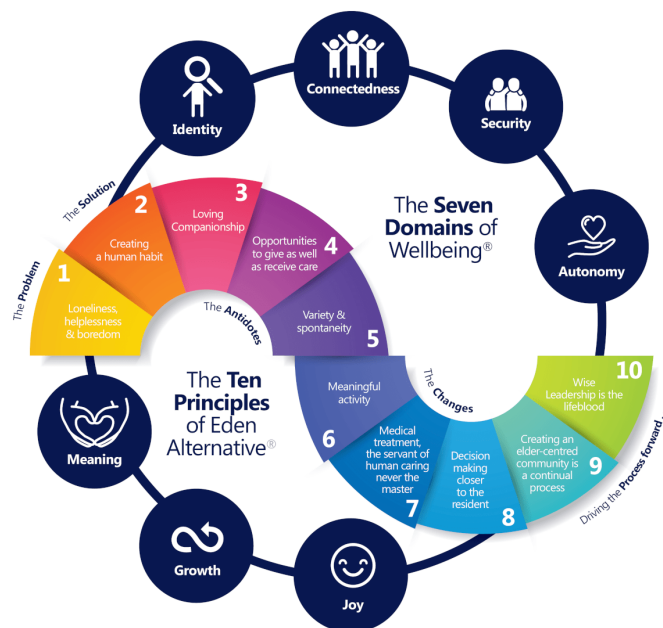 Identity
Connectedness
Security
Autonomy
Joy
Growth
Meaning
The Seven
Domains of
Wellbeing®
The Ten
Principles
of Eden
Alternative®
The Problem
1
Loneliness,
helplessness
& boredom
The Solution
2
Creating
a human habit
The Antidotes
3
Loving
Companionship
4
Opportunities
to give as well
as receive care
5
Variety &
spontaneity
The Changes
6
Meaningful
activity
7
Medical
treatment,
the servant of
human caring
never the
master
8
Decision
making
closer
to the
resident
Driving the Process forward
9
Creating an
elder-centred
community is
a continual
process
10
Wise
Leadership is the
lifeblood